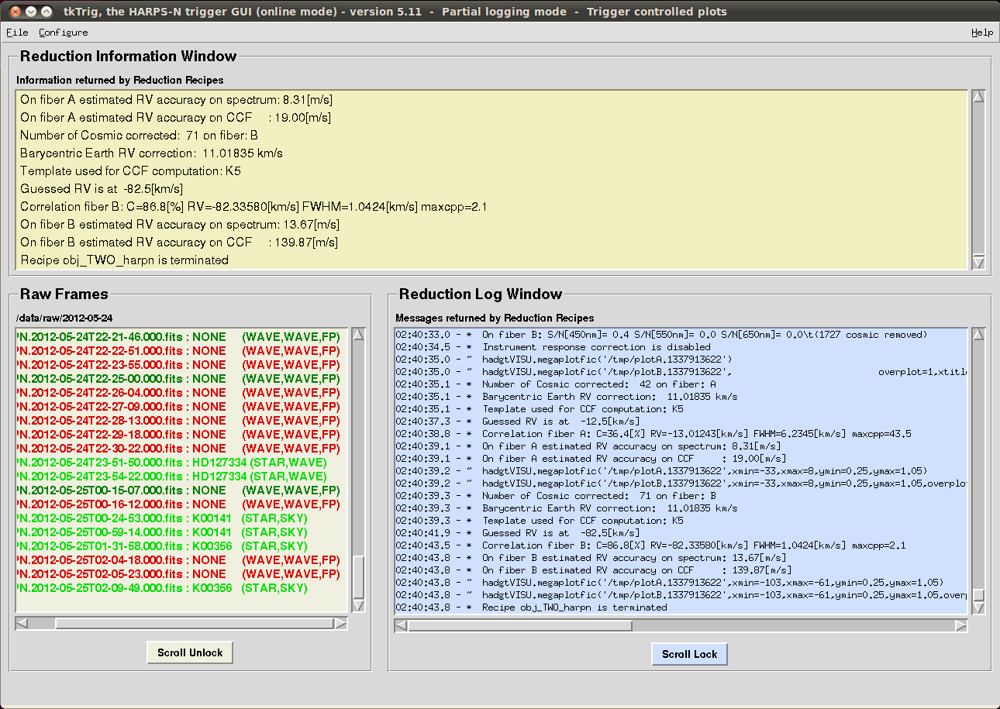 tkTrig, the HARPS-N trigger GUI (online mode) - version 5.11 - Partial logging mode - Trigger controlled plots
File Configure Help
Reduction Information Window
Information returned by Reduction Recipes
On fiber A estimated RV accuracy on spectrum: 8.31[m/s]
On fiber A estimated RV accuracy on CCF : 19.00[m/s]
Number of Cosmic corrected: 71 on fiber: B
Barycentric Earth RV correction: 11.01835 km/s
Template used for CCF computation: K5
Guessed RV is at -82.5[km/s]
Correlation fiber B: C=86.8[%] RV=-82.33580[km/s] FWHM=1.0424[km/s] maxcpp=2.1
On fiber B estimated RV accuracy on spectrum: 13.67[m/s]
On fiber B estimated RV accuracy on CCF : 139.87[m/s]
Recipe obj_TWO_harpn is terminated
Raw Frames
/data/raw/2012-05-24
N.2012-05-24T22-21-46.000.fits : NONE (WAVE,WAVE,FP)
N.2012-05-24T22-22-51.000.fits : NONE (WAVE,WAVE,FP)
N.2012-05-24T22-23-55.000.fits : NONE (WAVE,WAVE,FP)
N.2012-05-24T22-25-00.000.fits : NONE (WAVE,WAVE,FP)
N.2012-05-24T22-26-04.000.fits : NONE (WAVE,WAVE,FP)
N.2012-05-24T22-27-09.000.fits : NONE (WAVE,WAVE,FP)
N.2012-05-24T22-28-13.000.fits : NONE (WAVE,WAVE,FP)
N.2012-05-24T22-29-18.000.fits : NONE (WAVE,WAVE,FP)
N.2012-05-24T22-30-22.000.fits : NONE (WAVE,WAVE,FP)
N.2012-05-24T23-51-50.000.fits : HD127334 (STAR,WAVE)
N.2012-05-24T23-54-22.000.fits : HD127334 (STAR,WAVE)
N.2012-05-25T00-15-07.000.fits : NONE (WAVE,WAVE,FP)
N.2012-05-25T00-16-12.000.fits : NONE (WAVE,WAVE,FP)
N.2012-05-25T00-24-53.000.fits : K00141 (STAR,SKY)
N.2012-05-25T00-59-14.000.fits : K00141 (STAR,SKY)
N.2012-05-25T01-31-58.000.fits : K00356 (STAR,SKY)
N.2012-05-25T02-04-18.000.fits : NONE (WAVE,WAVE,FP)
N.2012-05-25T02-05-23.000.fits : NONE (WAVE,WAVE,FP)
N.2012-05-25T02-09-49.000.fits : K00356 (STAR,SKY)
Scroll Unlock
Reduction Log Window
Messages returned by Reduction Recipes
02:40:33.0 - * On fiber B: S/N[450nm]= 0.4 S/N[550nm]= 0.0 S/N[650nm]= 0.0\t(1727 cosmic removed)
02:40:34.5 - * Instrument response correction is disabled
02:40:35.0 - ~ hadgtVISU.megaplotfic('/tmp/plotA.1337913622')
02:40:35.0 - ~ hadgtVISU.megaplotfic('/tmp/plotB.1337913622', overplot=1,xtitl
02:40:35.1 - * Number of Cosmic corrected: 42 on fiber: A
02:40:35.1 - * Barycentric Earth RV correction: 11.01835 km/s
02:40:35.1 - * Template used for CCF computation: K5
02:40:37.3 - * Guessed RV is at -12.5[km/s]
02:40:38.8 - * Correlation fiber A: C=36.4[%] RV=-13.01243[km/s] FWHM=6.2345[km/s] maxcpp=43.5
02:40:39.1 - * On fiber A estimated RV accuracy on spectrum: 8.31[m/s]
02:40:39.1 - * On fiber A estimated RV accuracy on CCF : 19.00[m/s]
02:40:39.2 - ~ hadgtVISU.megaplotfic('/tmp/plotA.1337913622',xmin=-33,xmax=8,ymin=0.25,ymax=1.05)
02:40:39.2 - ~ hadgtVISU.megaplotfic('/tmp/plotB.1337913622',xmin=-33,xmax=8,ymin=0.25,ymax=1.05,overplo
02:40:39.3 - * Number of Cosmic corrected: 71 on fiber: B
02:40:39.3 - * Barycentric Earth RV correction: 11.01835 km/s
02:40:39.3 - * Template used for CCF computation: K5
02:40:41.9 - * Guessed RV is at -82.5[km/s]
02:40:43.5 - * Correlation fiber B: C=86.8[%] RV=-82.33580[km/s] FWHM=1.0424[km/s] maxcpp=2.1
02:40:43.8 - * On fiber B estimated RV accuracy on spectrum: 13.67[m/s]
02:40:43.8 - * On fiber B estimated RV accuracy on CCF : 139.87[m/s]
02:40:43.8 - ~ hadgtVISU.megaplotfic('/tmp/plotA.1337913622',xmin=-103,xmax=-61,ymin=0.25,ymax=1.05)
02:40:43.8 - ~ hadgtVISU.megaplotfic('/tmp/plotB.1337913622',xmin=-103,xmax=-61,ymin=0.25,ymax=1.05,over
02:40:43.8 - * Recipe obj_TWO_harpn is terminated
Scroll Lock